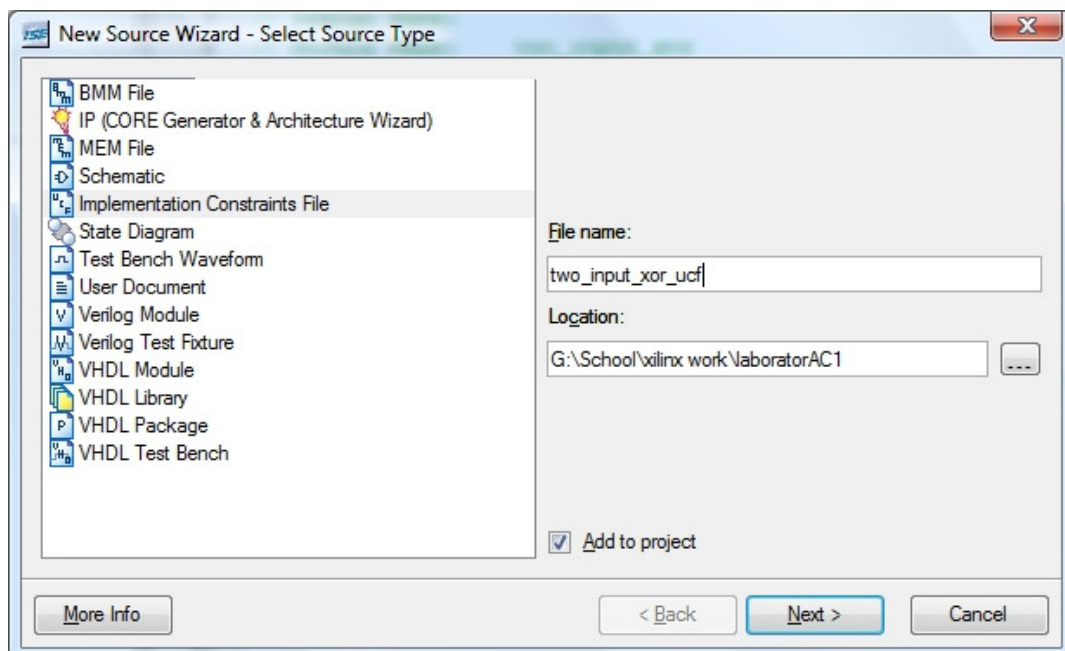 ISE New Source Wizard - Select Source Type
BMM File
IP (CORE Generator & Architecture Wizard)
MEM File
Schematic
Implementation Constraints File
State Diagram
Test Bench Waveform
User Document
Verilog Module
Verilog Test Fixture
VHDL Module
VHDL Library
VHDL Package
VHDL Test Bench
File name:
two_input_xor_ucf
Location:
G:\School\xilinx work\laboratorAC1
...
Add to project
More Info
< Back
Next >
Cancel